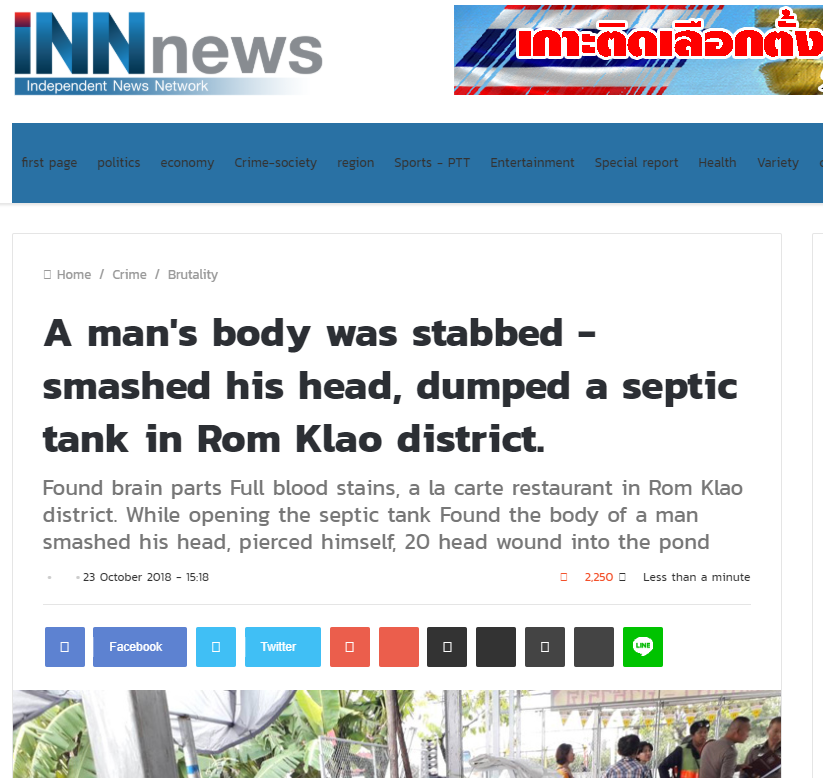 iNNnews
Independent News Network
เกาะติดเลือกตั้ง
first page politics economy Crime-society region Sports - PTT Entertainment Special report Health Variety
Home / Crime / Brutality
A man's body was stabbed -
smashed his head, dumped a septic
tank in Rom Klao district.
Found brain parts Full blood stains, a la carte restaurant in Rom Klao
district. While opening the septic tank Found the body of a man
smashed his head, pierced himself, 20 head wound into the pond
23 October 2018 - 15:18 2,250 Less than a minute
Facebook Twitter LINE